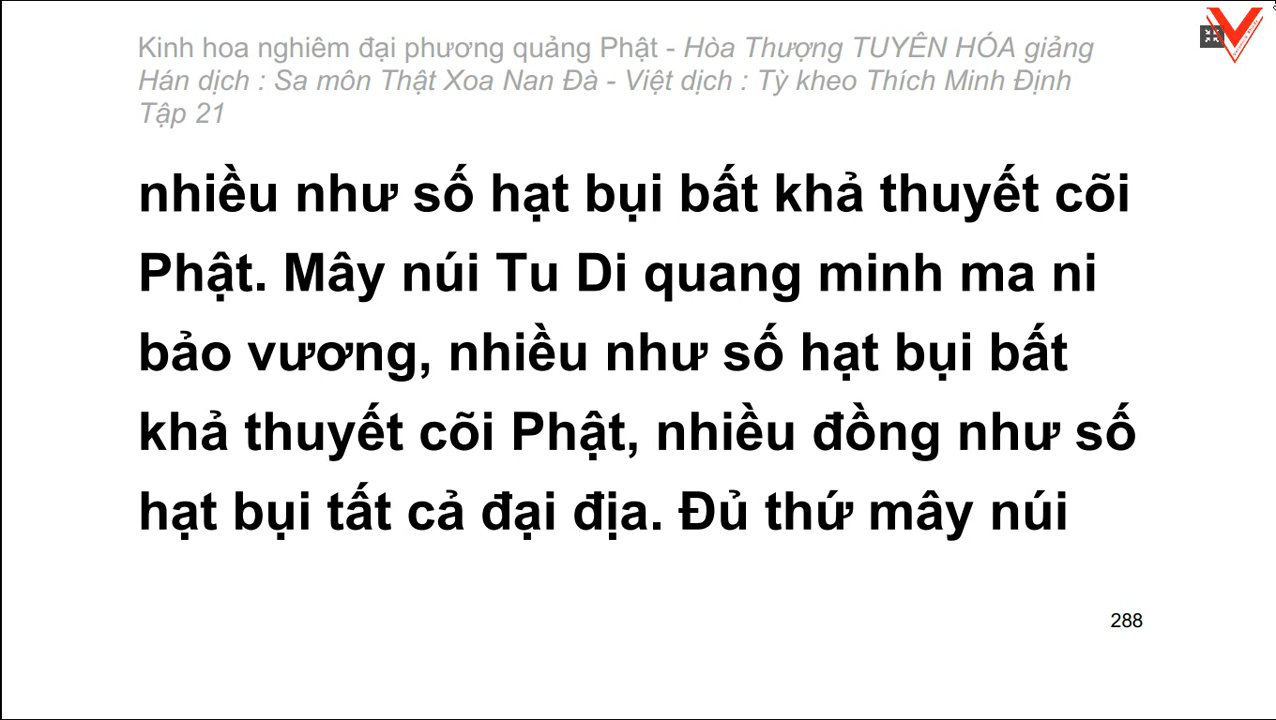 Kinh hoa nghiêm đại phương quảng Phật - Hòa Thượng TUYÊN HÓA giảng
Hán dịch : Sa môn Thật Xoa Nan Đà - Việt dịch : Tỳ kheo Thích Minh Định
Tập 21
nhiều như số hạt bụi bất khả thuyết cõi
Phật. Mây núi Tu Di quang minh ma ni
bảo vương, nhiều như số hạt bụi bất
khả thuyết cõi Phật, nhiều đồng như số
hạt bụi tất cả đại địa. Đủ thứ mây núi
288